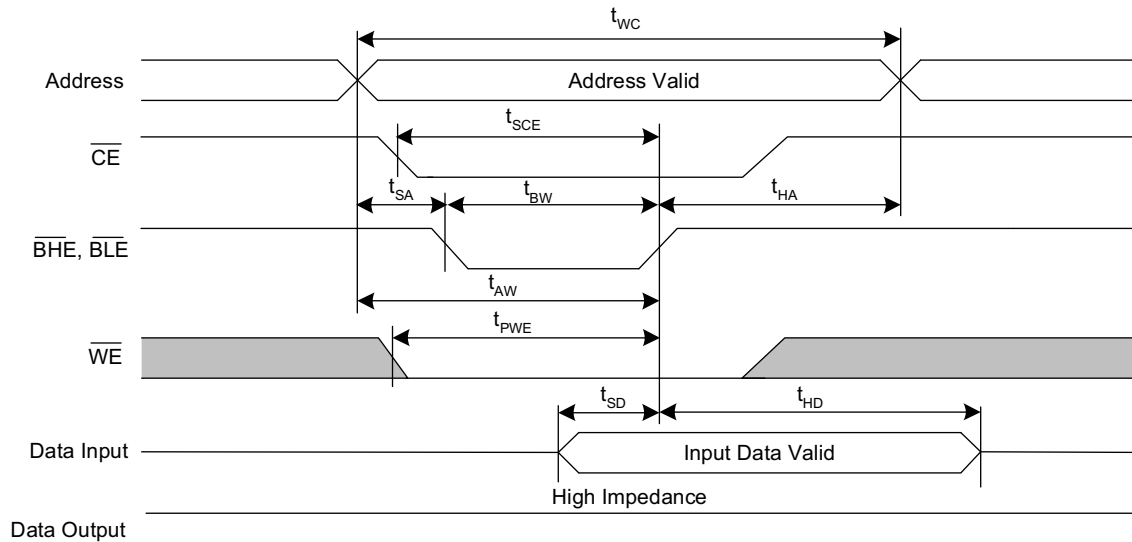 tWC
Address
Address Valid
tSCE
CE
tSA
tBW
tHA
BHE, BLE
tAW
tPWE
WE
tSD
tHD
Data Input
Input Data Valid
High Impedance
Data Output